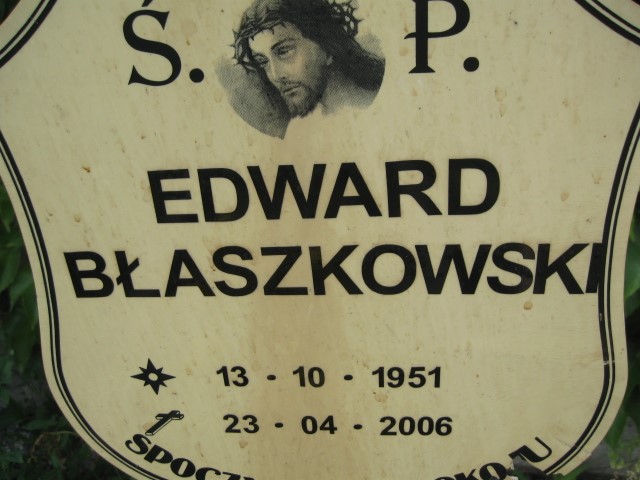 Ś. P.
EDWARD
BŁASZKOWSKI
13 - 10 - 1951
23 - 04 - 2006